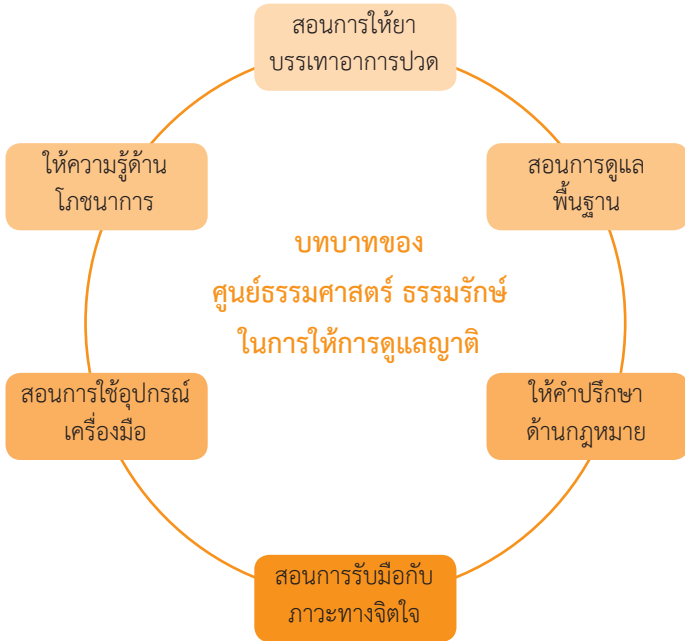 สอนการให้ยา
บรรเทาอาการปวด
ให้ความรู้ด้าน
โภชนาการ
สอนการดูแล
พื้นฐาน
บทบาทของ
ศูนย์ธรรมศาสตร์ ธรรมรักษ์
ในการให้การดูแลญาติ
สอนการใช้อุปกรณ์
เครื่องมือ
ให้คำปรึกษา
ด้านกฎหมาย
สอนการรับมือกับ
ภาวะทางจิตใจ